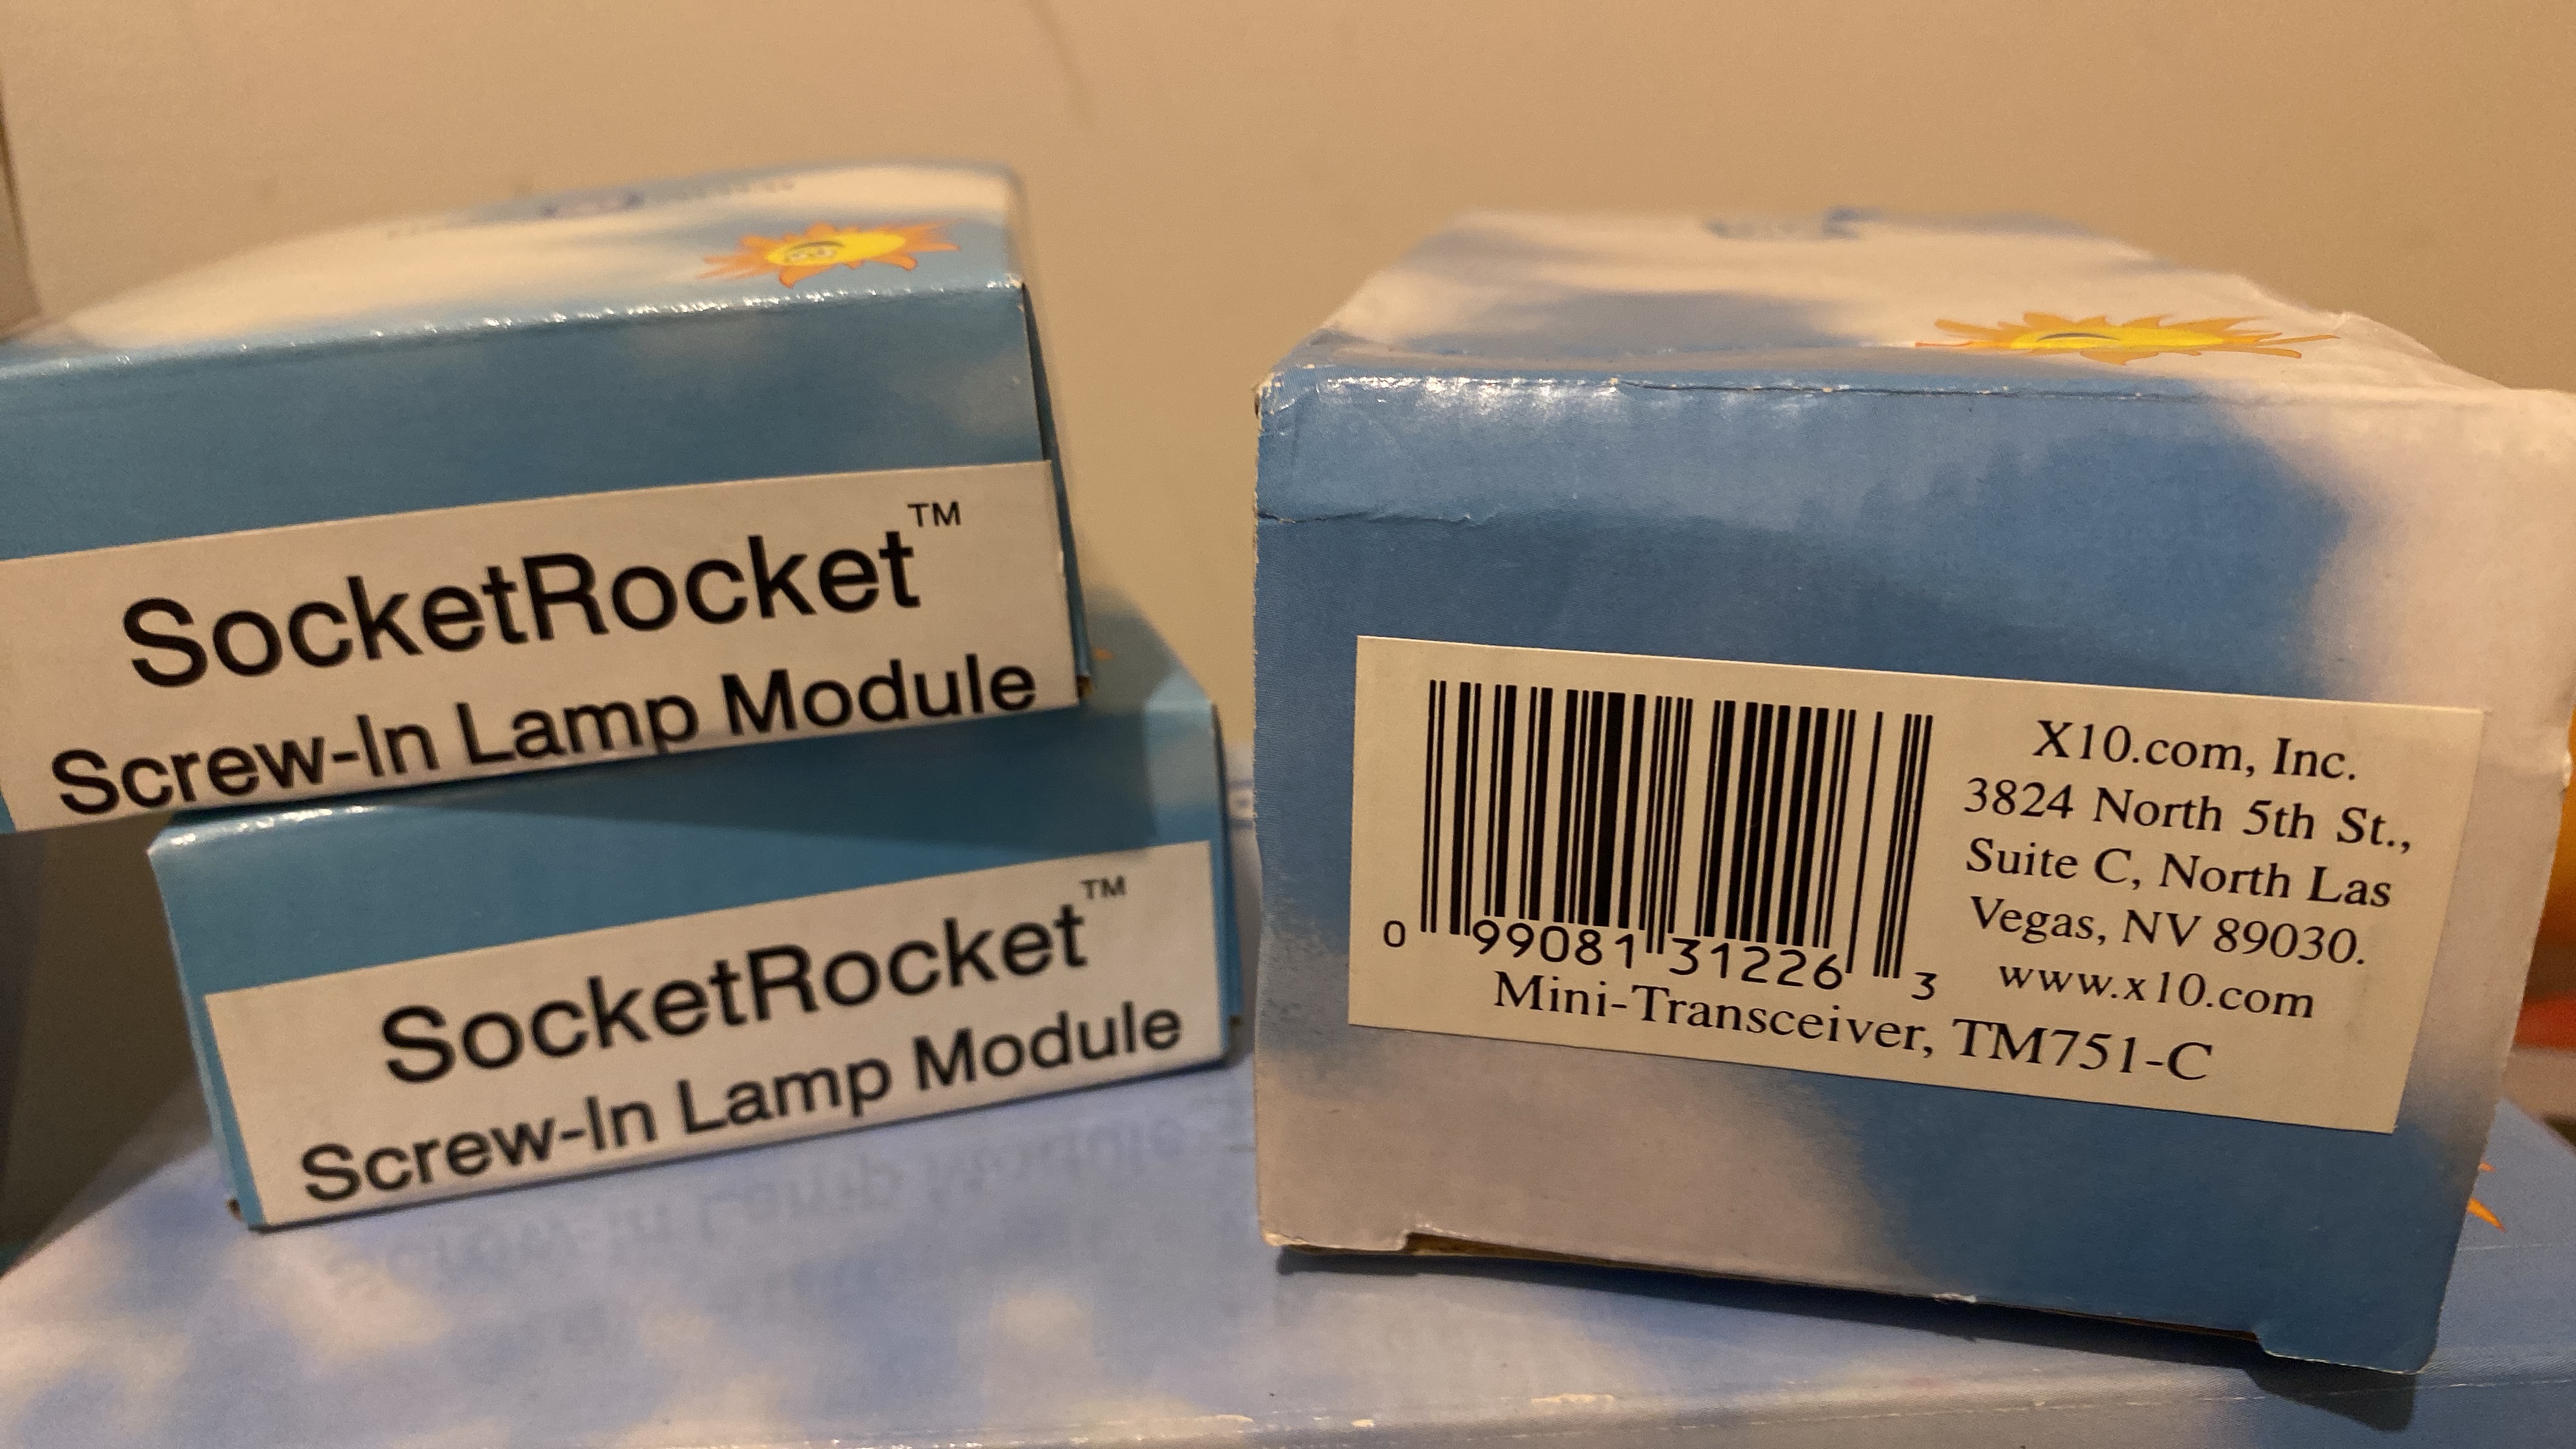 SocketRocket™
Screw-In Lamp Module
SocketRocket™
Screw-In Lamp Module
X10.com, Inc.
3824 North 5th St.,
Suite C, North Las
Vegas, NV 89030.
www.x10.com
0 99081 31226 3
Mini-Transceiver, TM751-C